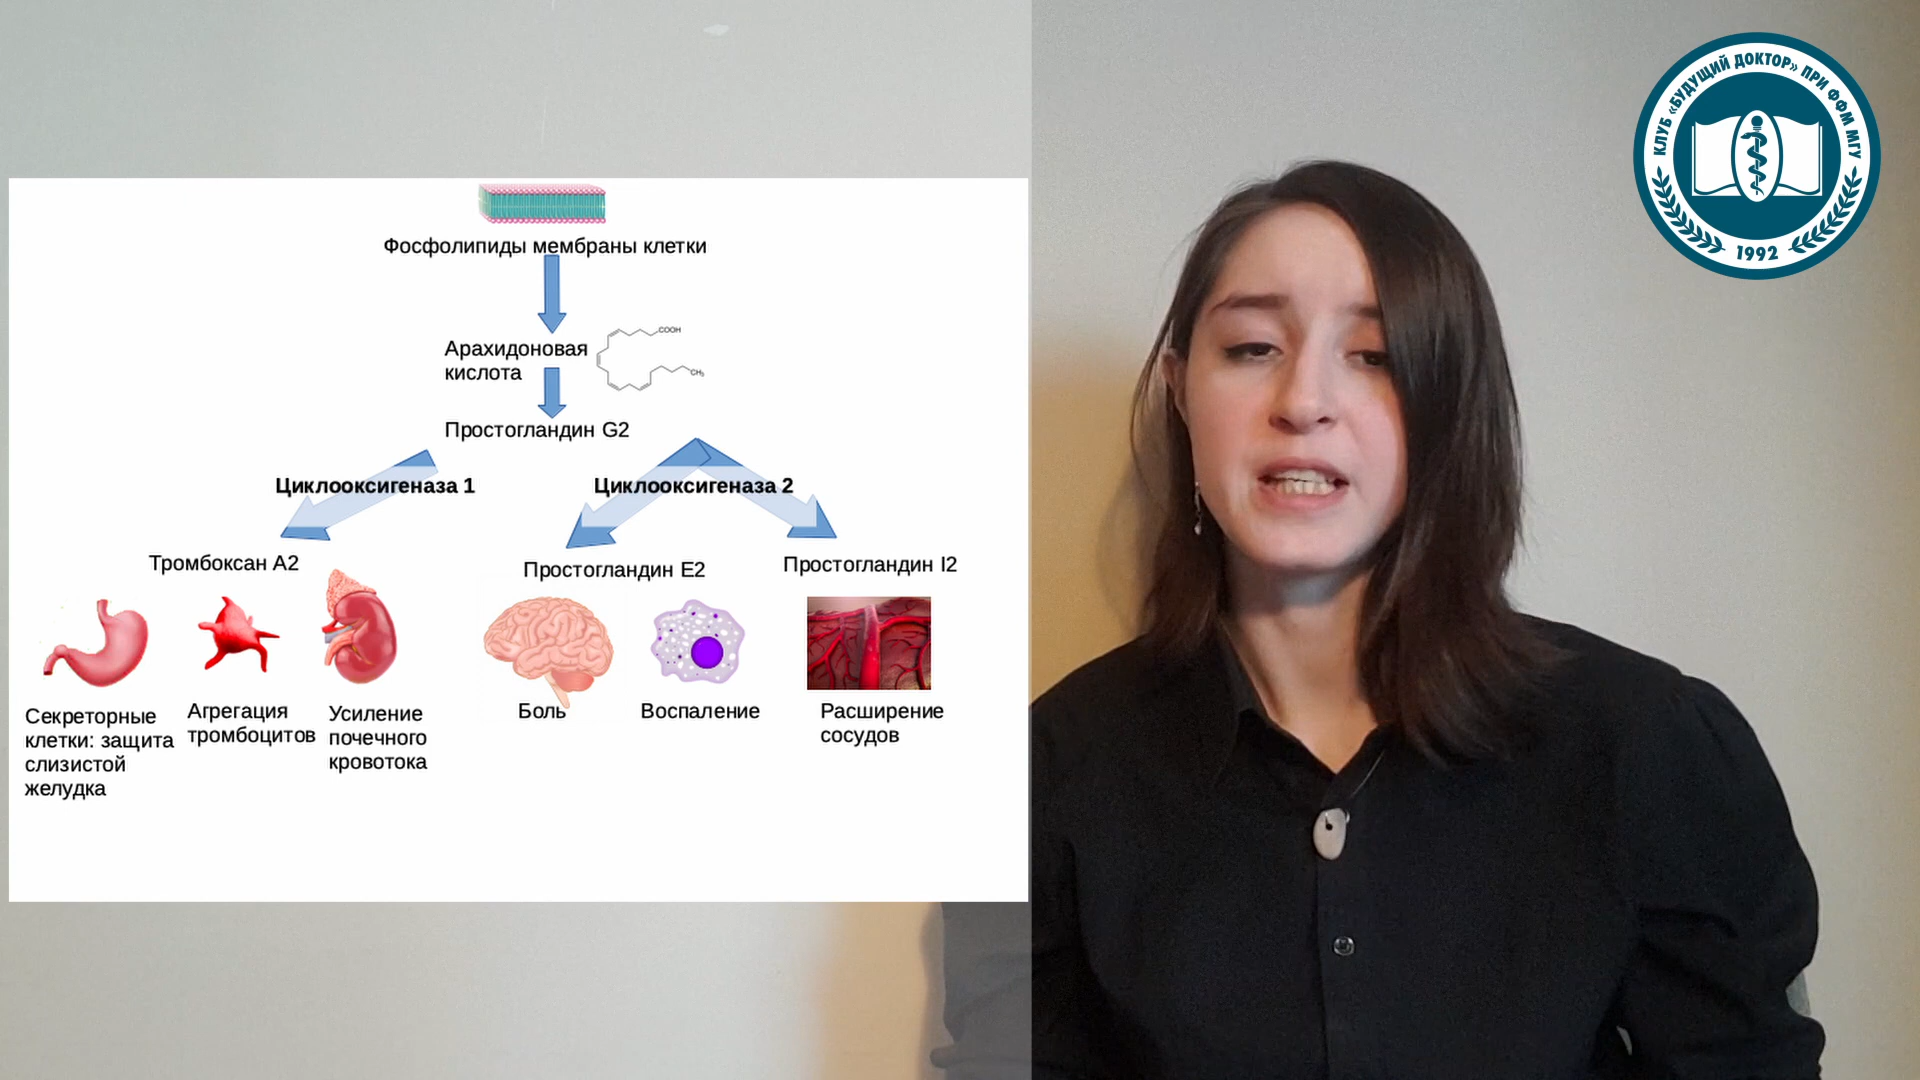 Фосфолипиды мембраны клетки
Арахидоновая
кислота
COOH
CH₃
Простогландин G2
Циклооксигеназа 1
Циклооксигеназа 2
Тромбоксан А2
Простогландин E2
Простогландин I2
Секреторные
клетки: защита
слизистой
желудка
Агрегация
тромбоцитов
Усиление
почечного
кровотока
Боль
Воспаление
Расширение
сосудов
КЛУБ «БУДУЩИЙ ДОКТОР» ПРИ ФФМ МГУ
1992